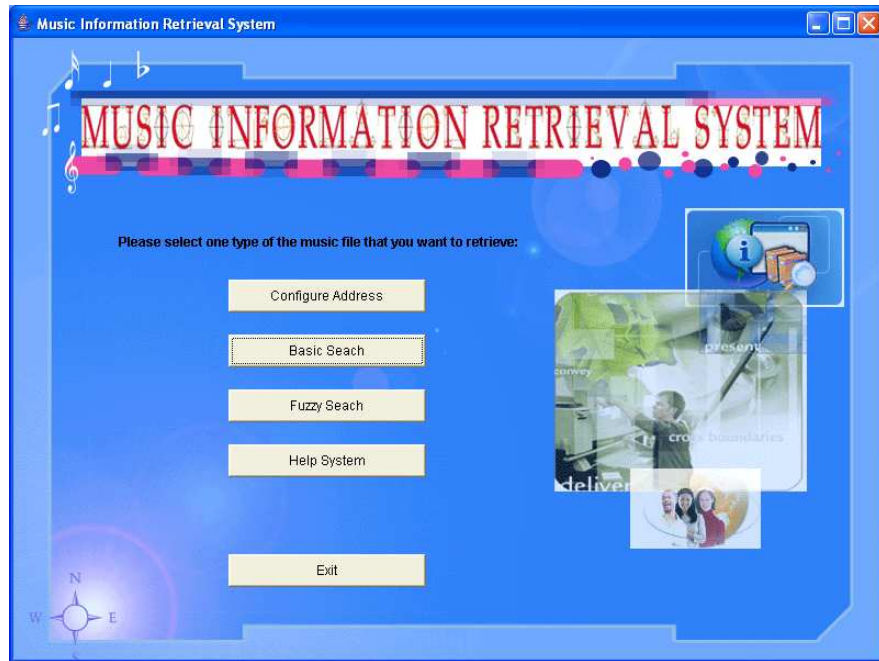 Music Information Retrieval System
MUSIC INFORMATION RETRIEVAL SYSTEM
Please select one type of the music file that you want to retrieve:
Configure Address
Basic Seach
Fuzzy Seach
Help System
Exit
present
convey
cross boundaries
deliver
N
W E
S